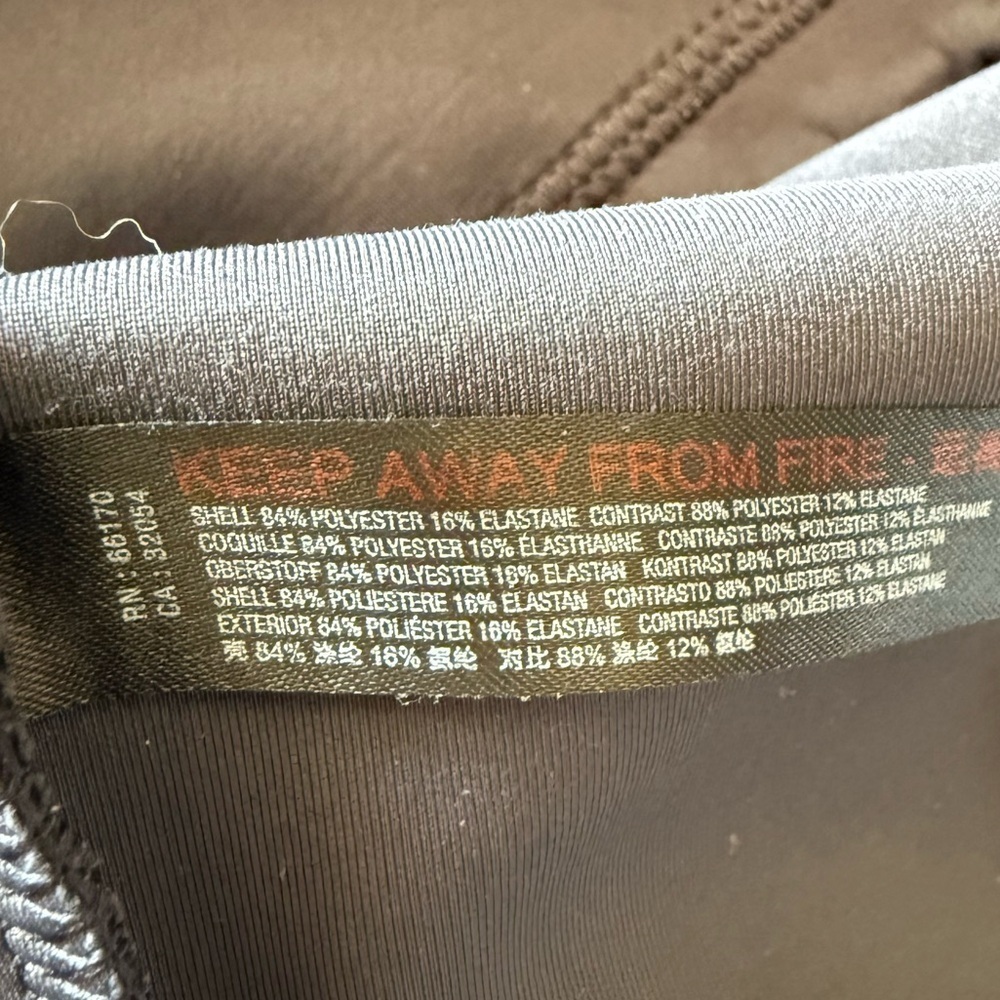 KEEP AWAY FROM FIRE -
SHELL 84% POLYESTER 16% ELASTANE CONTRAST 88% POLYESTER 12% ELASTANE
COQUILLE 84% POLYESTER 16% ÉLASTHANNE CONTRASTE 88% POLYESTER 12% ÉLASTHANNE
OBERSTOFF 84% POLYESTER 16% ELASTAN KONTRAST 88% POLYESTER 12% ELASTAN
SHELL 84% POLIESTERE 16% ELASTAN CONTRASTO 88% POLIESTERE 12% ELASTAN
EXTERIOR 84% POLIÉSTER 16% ELASTANE CONTRASTE 88% POLIÉSTER 12% ELASTANE
壳 84% 涤纶 16% 氨纶 对比 88% 涤纶 12% 氨纶
RN: 66170
CA: 32054